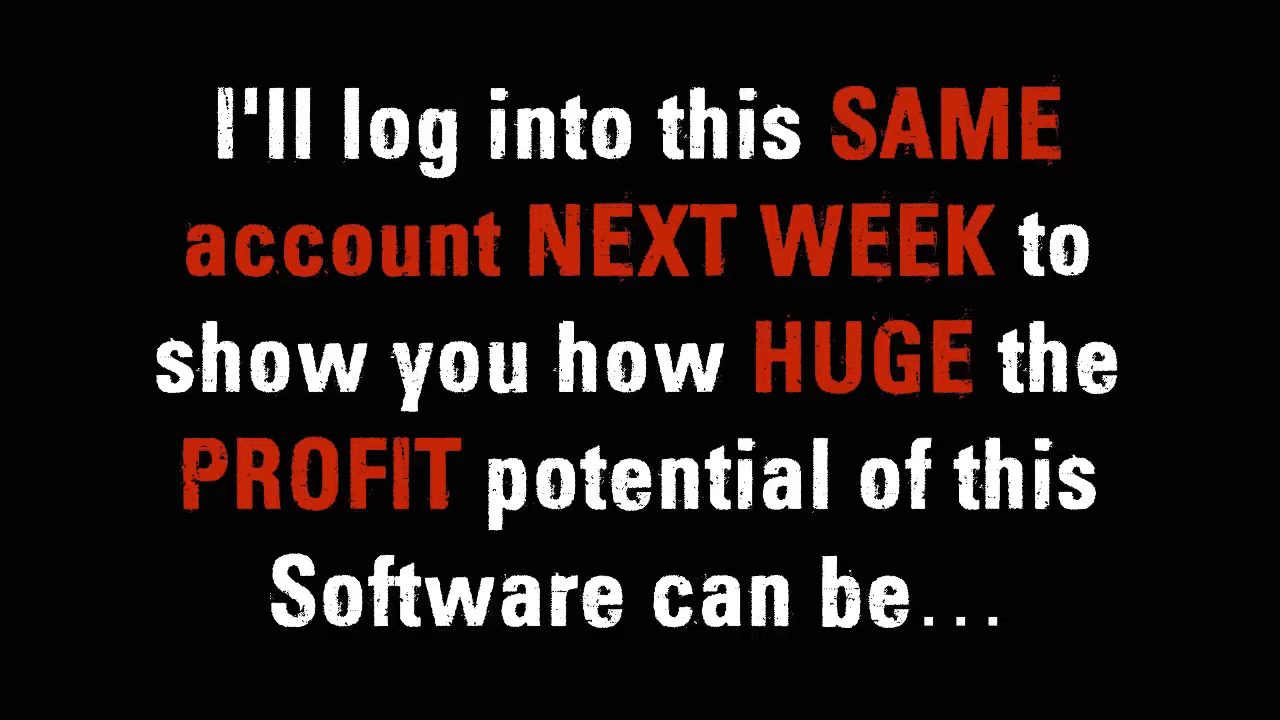 I'll log into this SAME
account NEXT WEEK to
show you how HUGE the
PROFIT potential of this
Software can be...